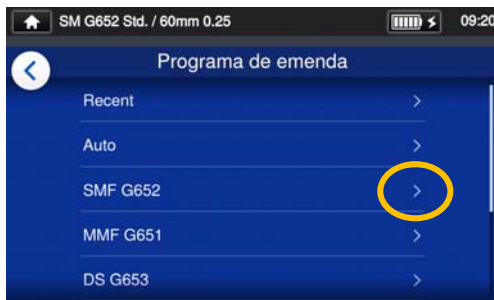 SM G652 Std. / 60mm 0.25 09:20
Programa de emenda
Recent
Auto
SMF G652
MMF G651
DS G653